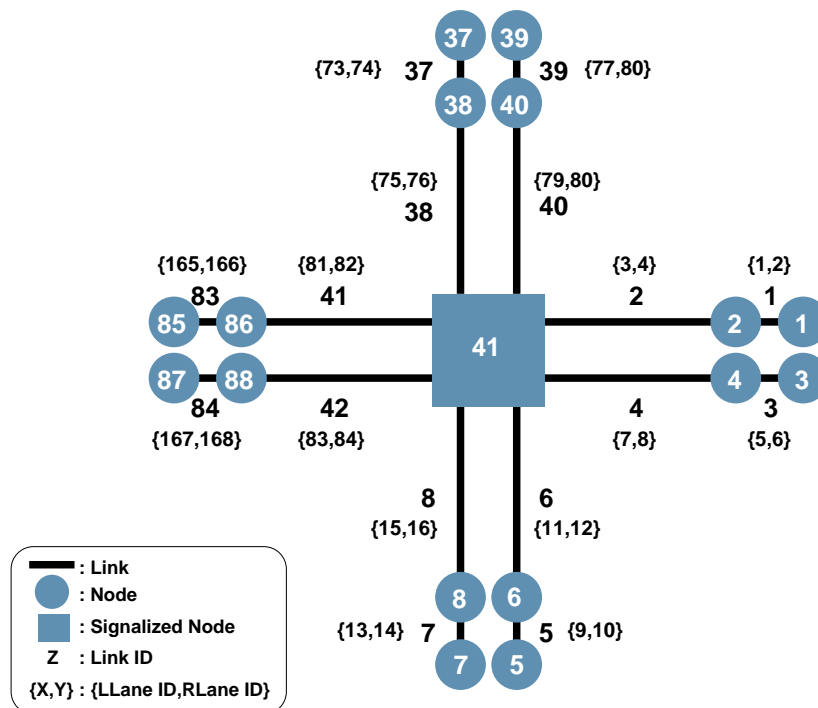 37 39
{73,74} 37 39 {77,80}
38 40
{75,76} {79,80}
38 40
{165,166} {81,82} {3,4} {1,2}
83 41 2 1
85 86 2 1
41
87 88 4 3
84 42 4 3
{167,168} {83,84} {7,8} {5,6}
8 6
{15,16} {11,12}
8 6
{13,14} 7 5 {9,10}
7 5
: Link
: Node
: Signalized Node
Z : Link ID
{X,Y} : {LLane ID,RLane ID}